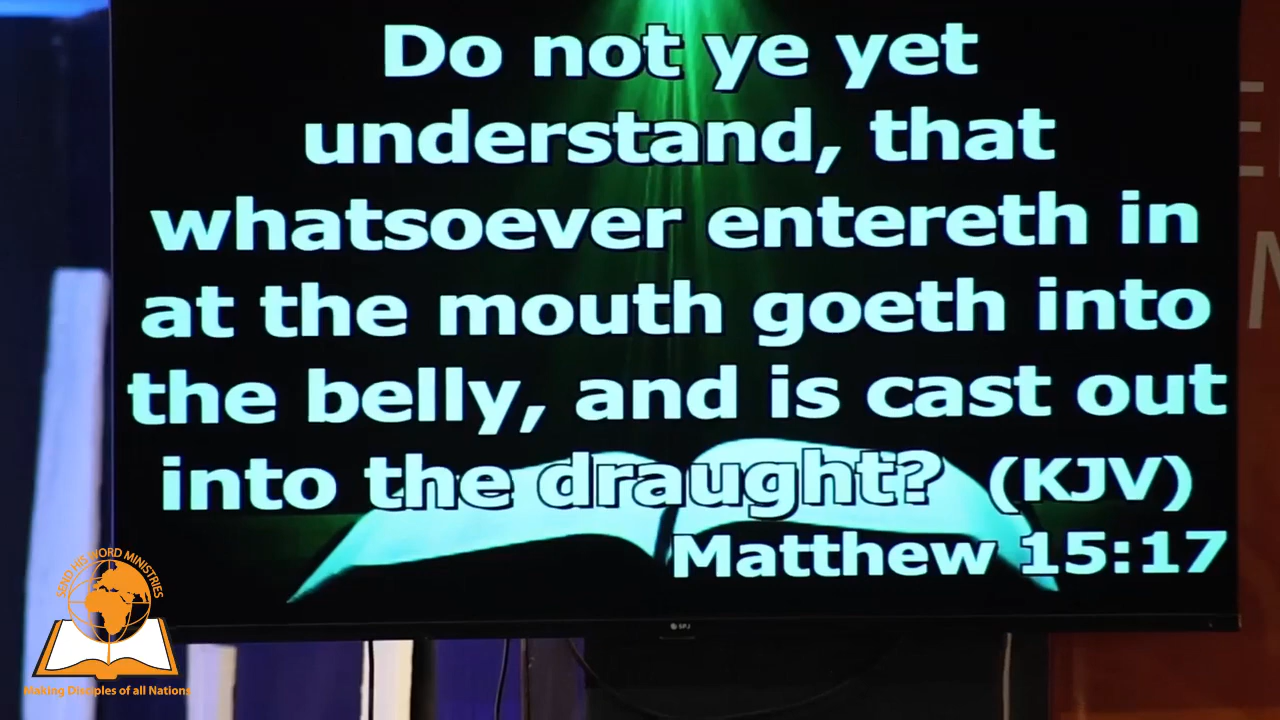 Do not ye yet
understand, that
whatsoever entereth in
at the mouth goeth into
the belly, and is cast out
into the draught? (KJV)
Matthew 15:17
SEND HIS WORD MINISTRIES
Making Disciples of all Nations